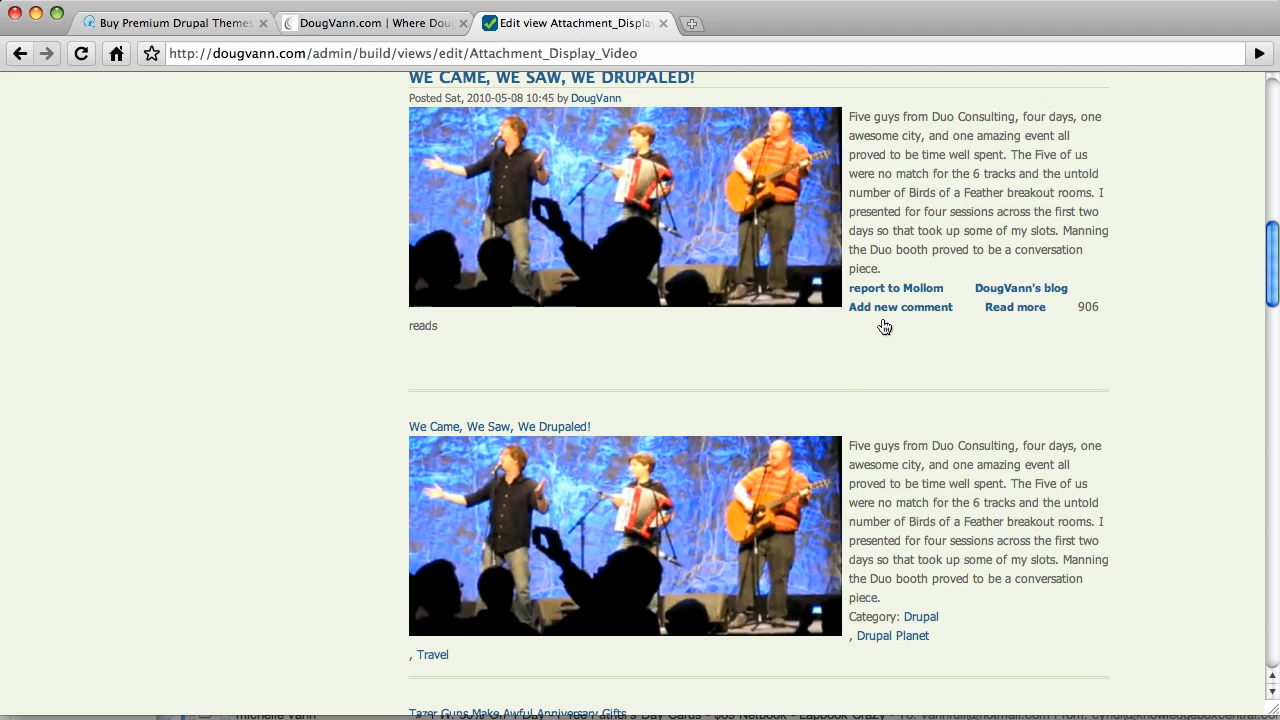 Buy Premium Drupal Themes
DougVann.com | Where Doug
Edit view Attachment_Display
http://dougvann.com/admin/build/views/edit/Attachment_Display_Video
WE CAME, WE SAW, WE DRUPALED!
Posted Sat, 2010-05-08 10:45 by DougVann
Five guys from Duo Consulting, four days, one
awesome city, and one amazing event all
proved to be time well spent. The Five of us
were no match for the 6 tracks and the untold
number of Birds of a Feather breakout rooms. I
presented for four sessions across the first two
days so that took up some of my slots. Manning
the Duo booth proved to be a conversation
piece.
report to Mollom DougVann's blog
Add new comment Read more 906
reads
We Came, We Saw, We Drupaled!
Five guys from Duo Consulting, four days, one
awesome city, and one amazing event all
proved to be time well spent. The Five of us
were no match for the 6 tracks and the untold
number of Birds of a Feather breakout rooms. I
presented for four sessions across the first two
days so that took up some of my slots. Manning
the Duo booth proved to be a conversation
piece.
Category: Drupal
, Drupal Planet
, Travel
Tazer Guns Make Awful Anniversary Gifts